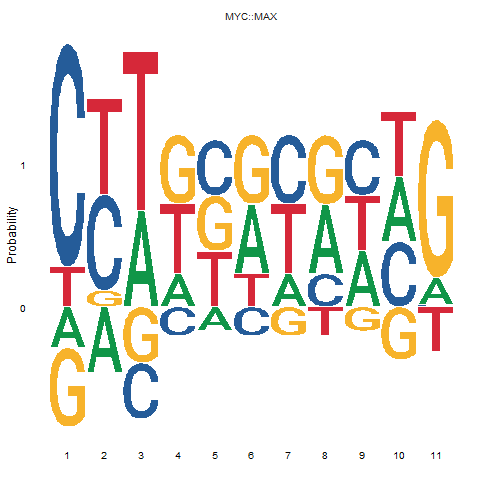 MYC::MAX
Probability
1
0
C T T G C G C G C T G
T C A T G A T A T A A
A G G A T T A C A C T
G A C C A C G T G G
1 2 3 4 5 6 7 8 9 10 11